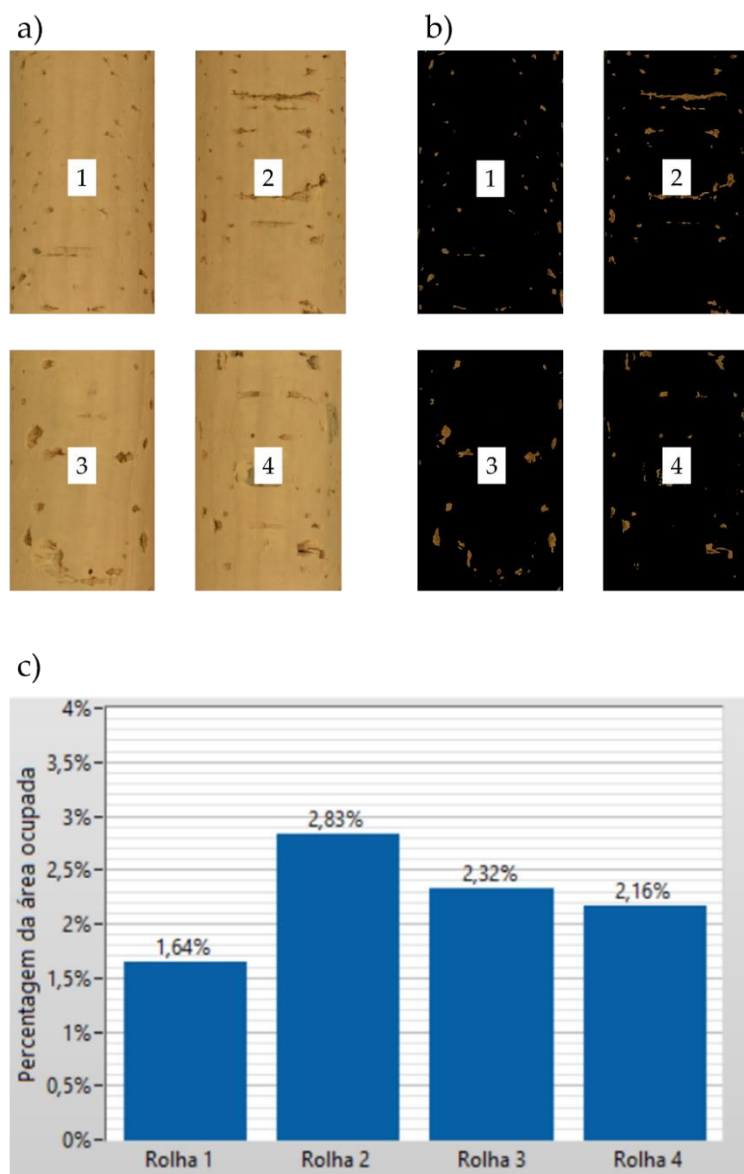 a)
b)
1
2
1
2
3
4
3
4
c)
Percentagem da área ocupada
4%
3,5%
3%
2,5%
2%
1,5%
1%
0,5%
0%
1,64%
2,83%
2,32%
2,16%
Rolha 1
Rolha 2
Rolha 3
Rolha 4